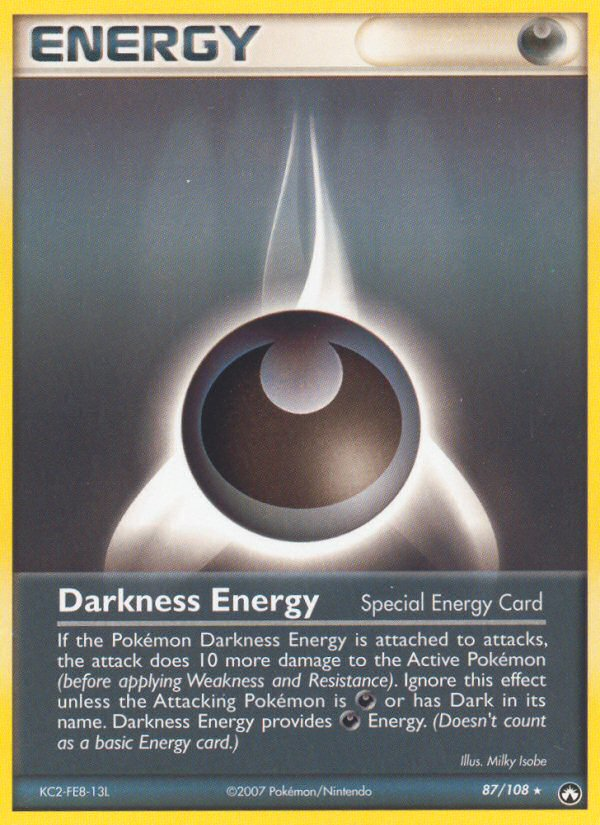 ENERGY
Darkness Energy Special Energy Card
If the Pokémon Darkness Energy is attached to attacks,
the attack does 10 more damage to the Active Pokémon
(before applying Weakness and Resistance). Ignore this effect
unless the Attacking Pokémon is or has Dark in its
name. Darkness Energy provides Energy. (Doesn't count
as a basic Energy card.)
Illus. Milky Isobe
KC2-FE8-13L ©2007 Pokémon/Nintendo 87/108 ★